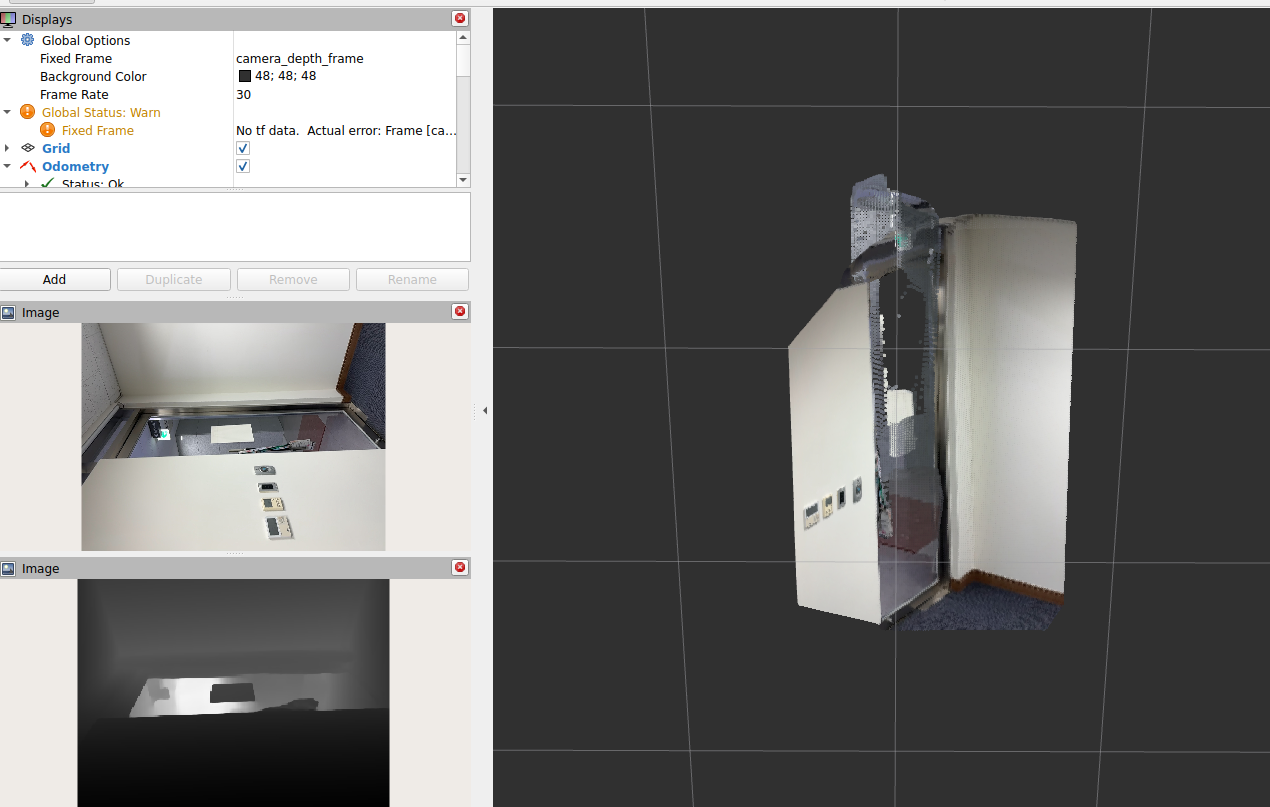 Displays
Global Options
Fixed Frame camera_depth_frame
Background Color 48; 48; 48
Frame Rate 30
Global Status: Warn
Fixed Frame No tf data.  Actual error: Frame [ca...
Grid
Odometry
Status: Ok
Add Duplicate Remove Rename
Image
Image